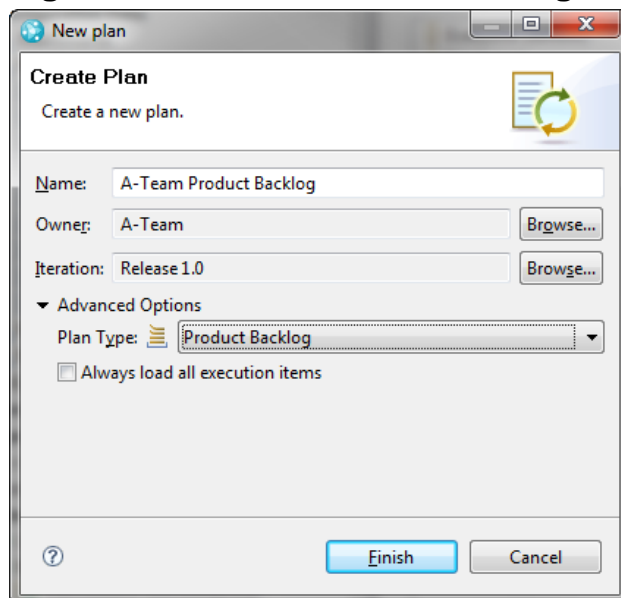 New plan
Create Plan
Create a new plan.
Name: A-Team Product Backlog
Owner: A-Team Browse...
Iteration: Release 1.0 Browse...
Advanced Options
Plan Type: Product Backlog
Always load all execution items
Finish Cancel